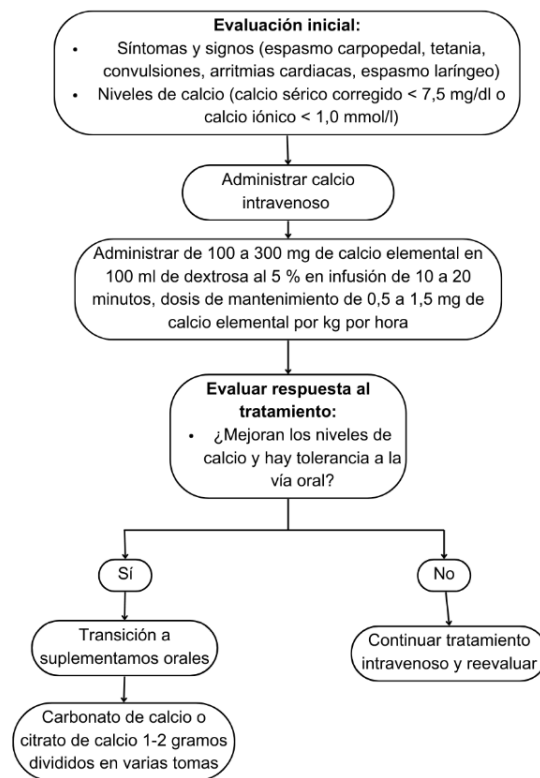 Evaluación inicial:
• Síntomas y signos (espasmo carpopedal, tetania,
convulsiones, arritmias cardiacas, espasmo laríngeo)
• Niveles de calcio (calcio sérico corregido < 7,5 mg/dl o
calcio iónico < 1,0 mmol/l)
Administrar calcio
intravenoso
Administrar de 100 a 300 mg de calcio elemental en
100 ml de dextrosa al 5 % en infusión de 10 a 20
minutos, dosis de mantenimiento de 0,5 a 1,5 mg de
calcio elemental por kg por hora
Evaluar respuesta al
tratamiento:
• ¿Mejoran los niveles de
calcio y hay tolerancia a la
vía oral?
Sí
No
Transición a
suplementamos orales
Continuar tratamiento
intravenoso y reevaluar
Carbonato de calcio o
citrato de calcio 1-2 gramos
divididos en varias tomas